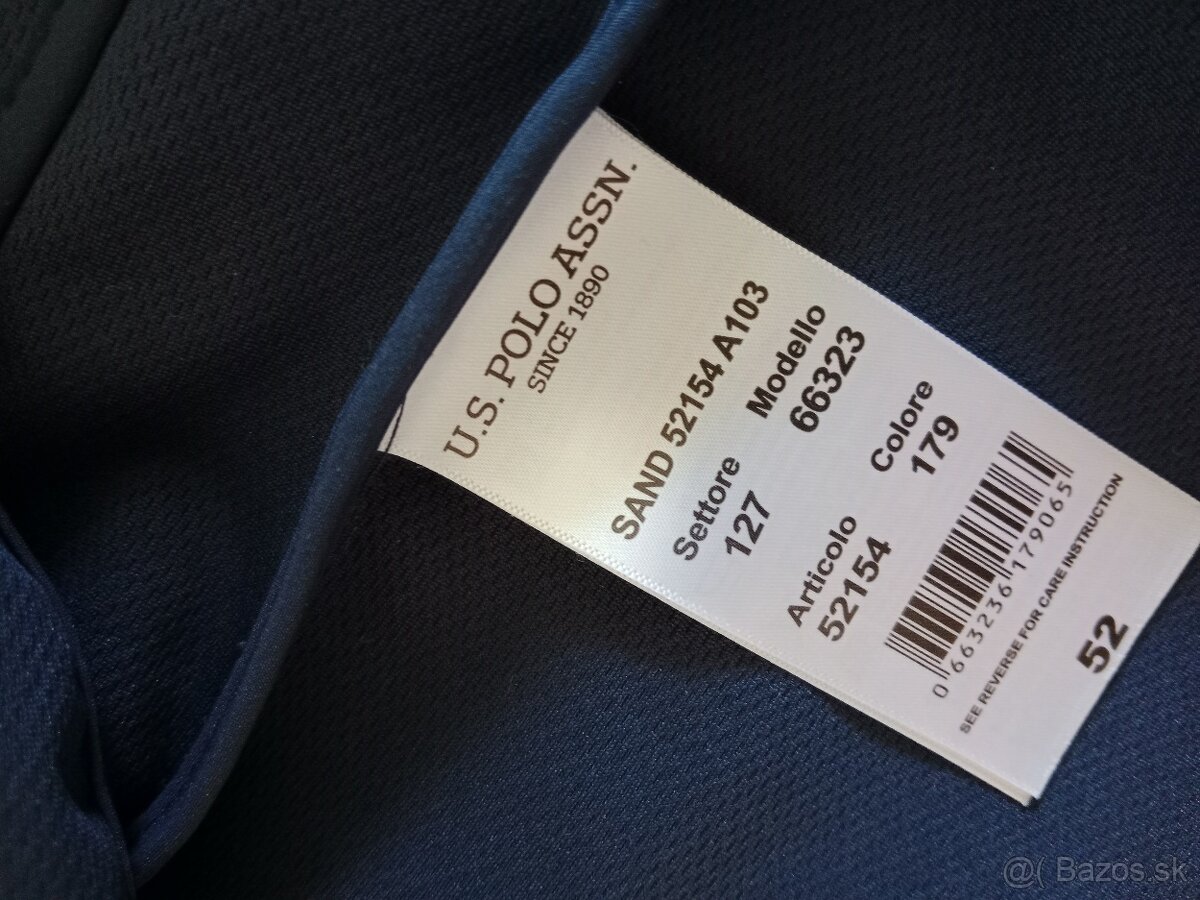 U.S. POLO ASSN.
SINCE 1890
SAND 52154 A103
Settore
127
Modello
66323
Articolo
52154
Colore
179
0 663236 179065
SEE REVERSE FOR CARE INSTRUCTION
52
@( Bazos.sk